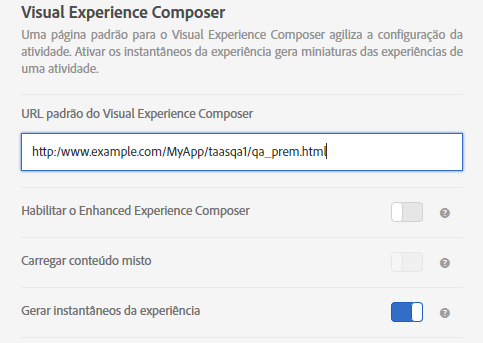 Visual Experience Composer
Uma página padrão para o Visual Experience Composer agiliza a configuração da
atividade. Ativar os instantâneos da experiência gera miniaturas das experiências de
uma atividade.
URL padrão do Visual Experience Composer
http:/www.example.com/MyApp/taasqa1/qa_prem.html
Habilitar o Enhanced Experience Composer
?
Carregar conteúdo misto
?
Gerar instantâneos da experiência
?